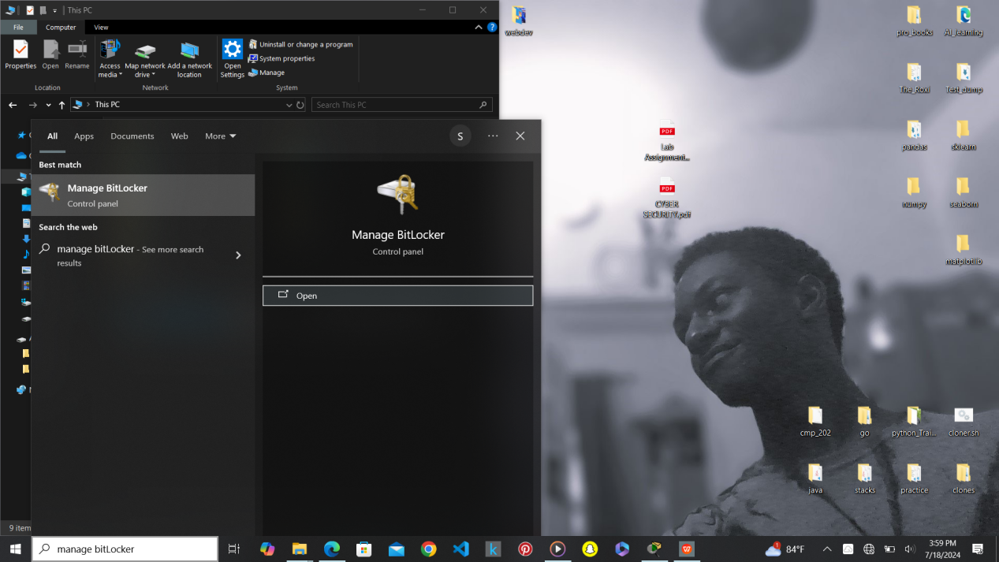 This PC
File
Computer
View
Properties
Open
Rename
Access media
Map network drive
Add a network location
Open Settings
Uninstall or change a program
System properties
Manage
Location
Network
System
This PC
Search This PC
All
Apps
Documents
Web
More
S
Best match
Manage BitLocker
Control panel
Search the web
manage bitLocker - See more search
results
Manage BitLocker
Control panel
Open
9 item
webdev
pro_books
AI_learning
The_Roxi
Test_dump
PDF
Lab
Assignment...
pandas
sklearn
PDF
CYBER
SECURITY.pdf
numpy
seaborn
matplotlib
cmp_202
go
python_Trai...
cloner.sh
java
stacks
practice
clones
manage bitLocker
1
84°F
3:59 PM
7/18/2024